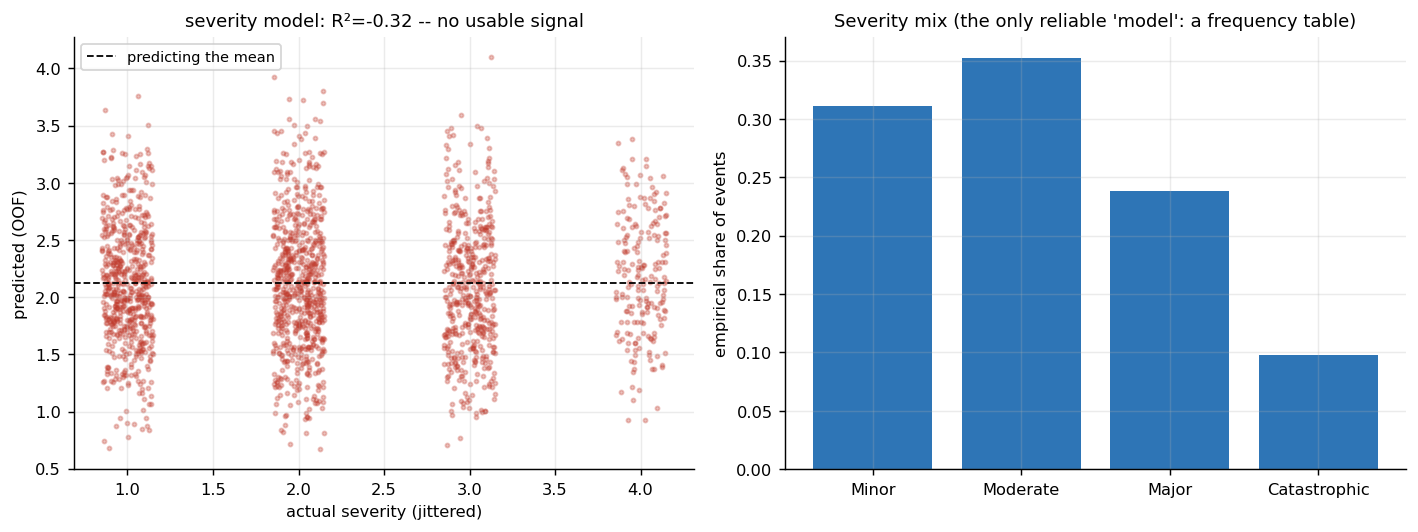 severity model: R²=-0.32 -- no usable signal
predicting the mean
4.0
3.5
3.0
2.5
2.0
1.5
1.0
0.5
predicted (OOF)
1.0 1.5 2.0 2.5 3.0 3.5 4.0
actual severity (jittered)
Severity mix (the only reliable 'model': a frequency table)
0.35
0.30
0.25
0.20
0.15
0.10
0.05
0.00
empirical share of events
Minor Moderate Major Catastrophic